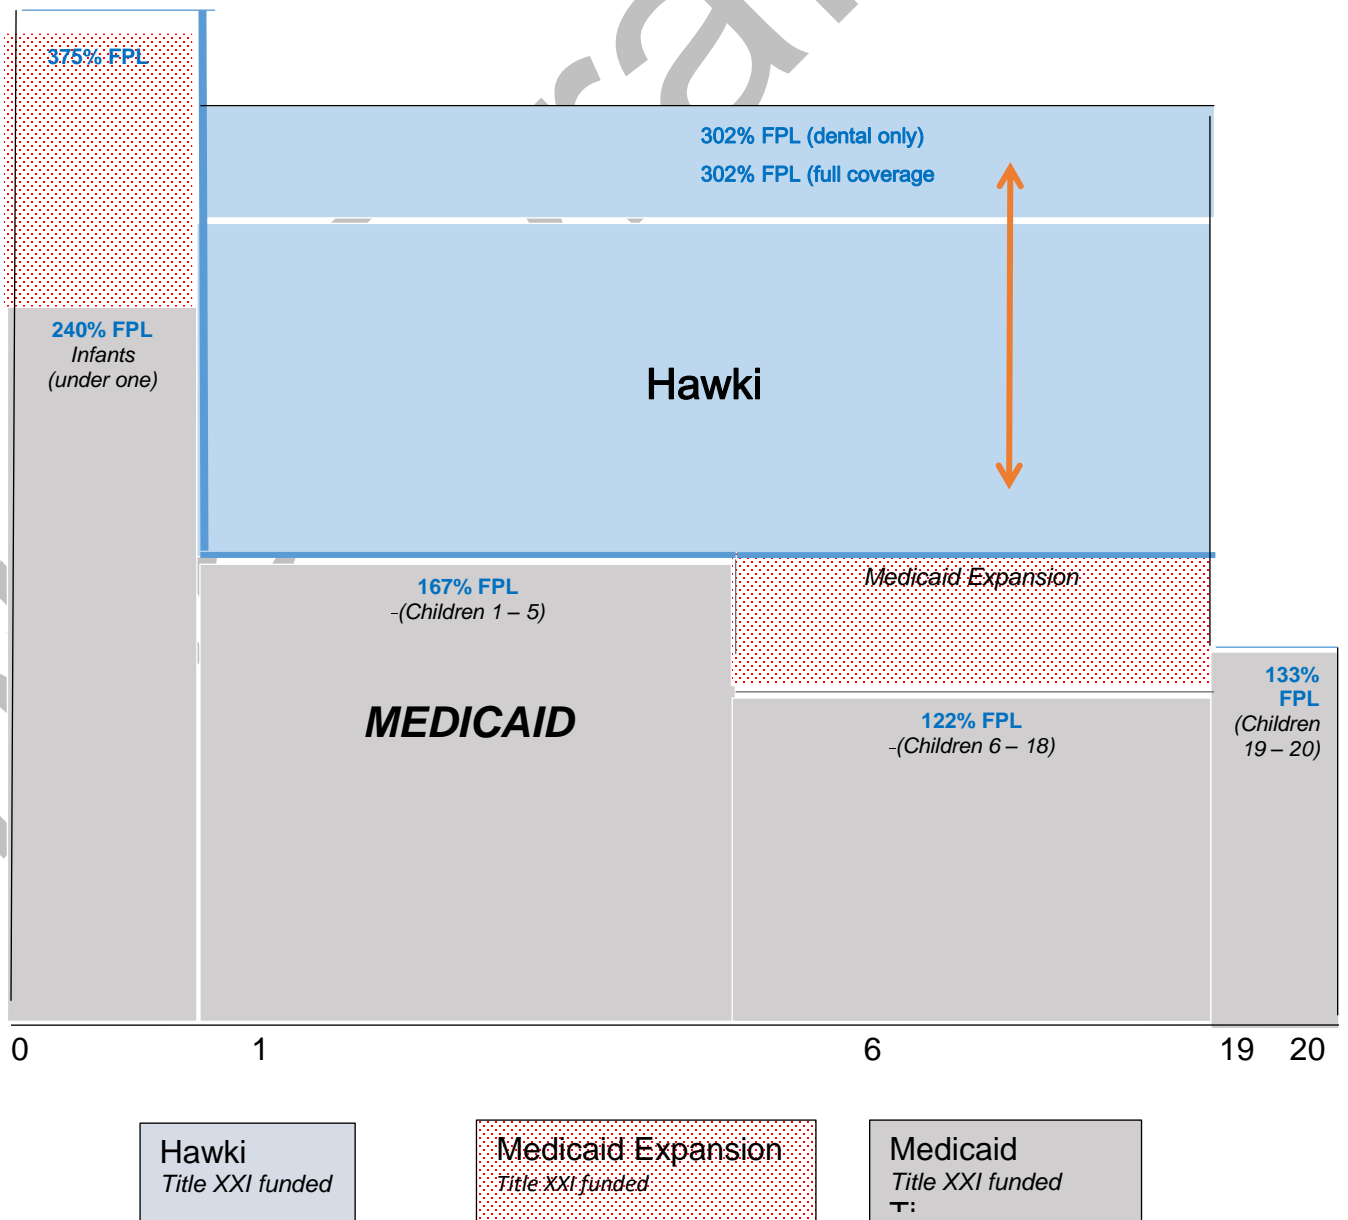 375% FPL
302% FPL (dental only)
302% FPL (full coverage
240% FPL
Infants
(under one)
Hawki
167% FPL
-(Children 1 – 5)
Medicaid Expansion
MEDICAID
122% FPL
-(Children 6 – 18)
133%
FPL
(Children
19 – 20)
0 1 6 19 20
Hawki
Title XXI funded
Medicaid Expansion
Title XXI funded
Medicaid
Title XXI funded